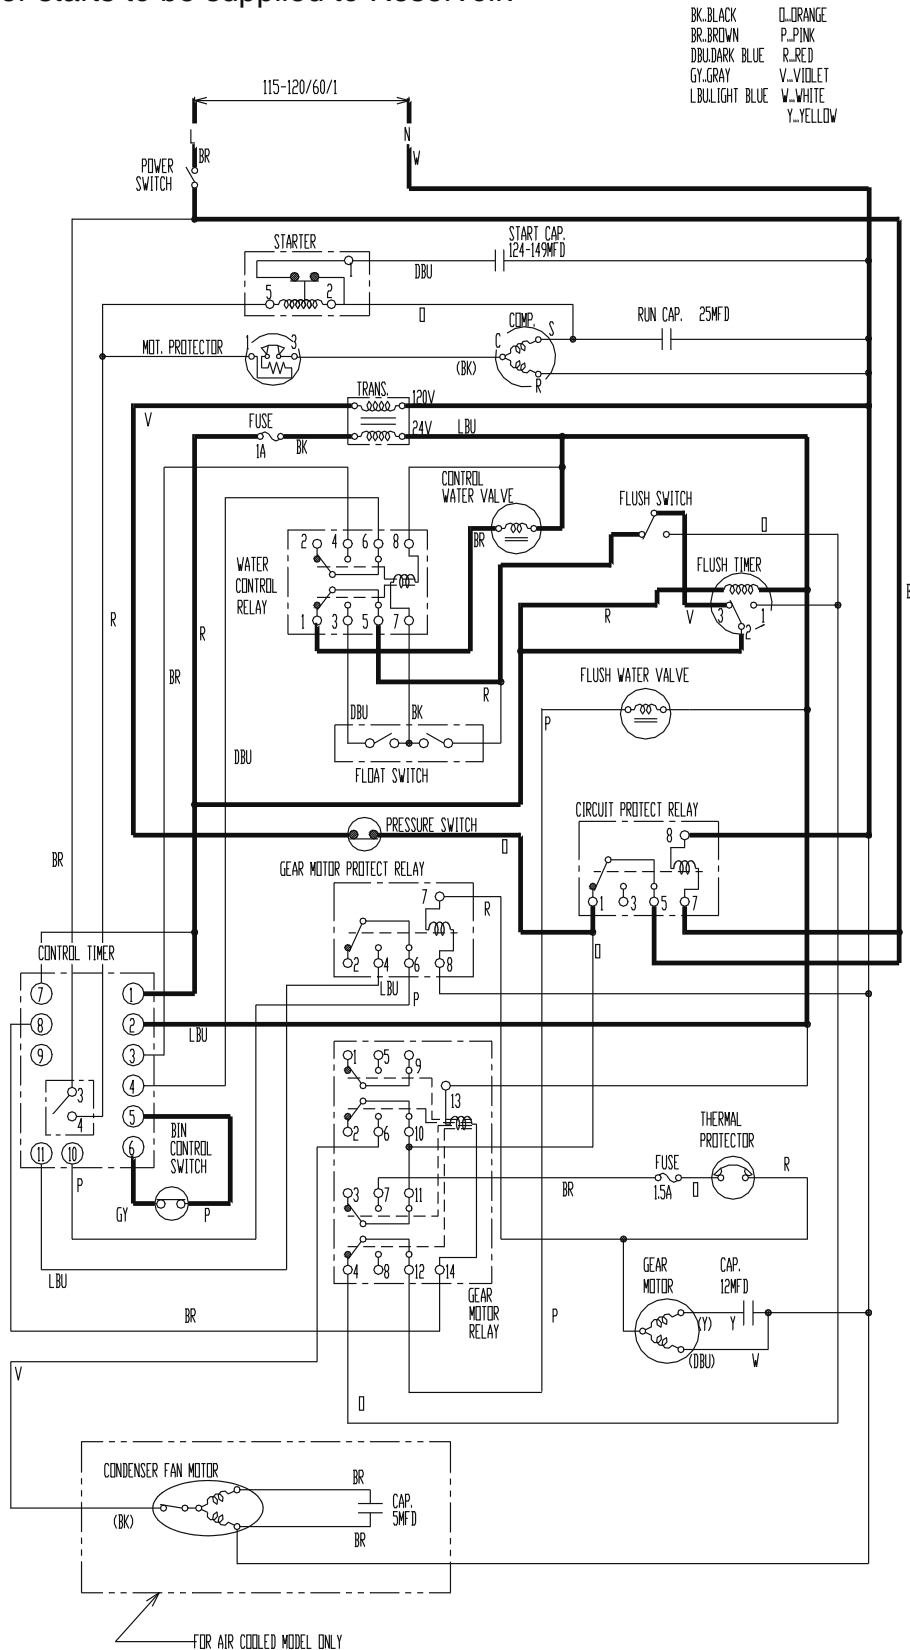 er starts to be supplied to Reservoir.
BK..BLACK O..ORANGE
BR..BROWN P..PINK
DBU.DARK BLUE R..RED
GY..GRAY V...VIOLET
LBU.LIGHT BLUE W...WHITE
Y...YELLOW
115-120/60/1
L
N
BR
W
POWER
SWITCH
STARTER
START CAP.
124-149MFD
1
DBU
5
2
O
COMP.
S
RUN CAP. 25MFD
MOT. PROTECTOR
1
3
C
(BK)
R
TRANS.
120V
V
FUSE
24V
LBU
1A
BK
CONTROL
WATER VALVE
FLUSH SWITCH
BR
O
WATER
CONTROL
RELAY
2 4 6 8
1 3 5 7
FLUSH TIMER
3
1
2
R
V
R
R
BR
R
FLUSH WATER VALVE
P
DBU
BK
DBU
FLOAT SWITCH
CIRCUIT PROTECT RELAY
PRESSURE SWITCH
8
O
BR
GEAR MOTOR PROTECT RELAY
7
R
1 3 5 7
O
CONTROL TIMER
2 4 6 8
LBU
P
7 1
8 2
LBU
9 3
3
4
4
5
11 10 6
P
BIN
CONTROL
SWITCH
GY
P
1 5 9
13
2 6 10
3 7 11
4 8 12 14
THERMAL
PROTECTOR
FUSE
1.5A
O
R
BR
LBU
GEAR
MOTOR
RELAY
GEAR
MOTOR
CAP.
12MFD
(Y)
Y
(DBU)
W
BR
P
V
O
CONDENSER FAN MOTOR
BR
CAP.
5MFD
(BK)
BR
FOR AIR COOLED MODEL ONLY